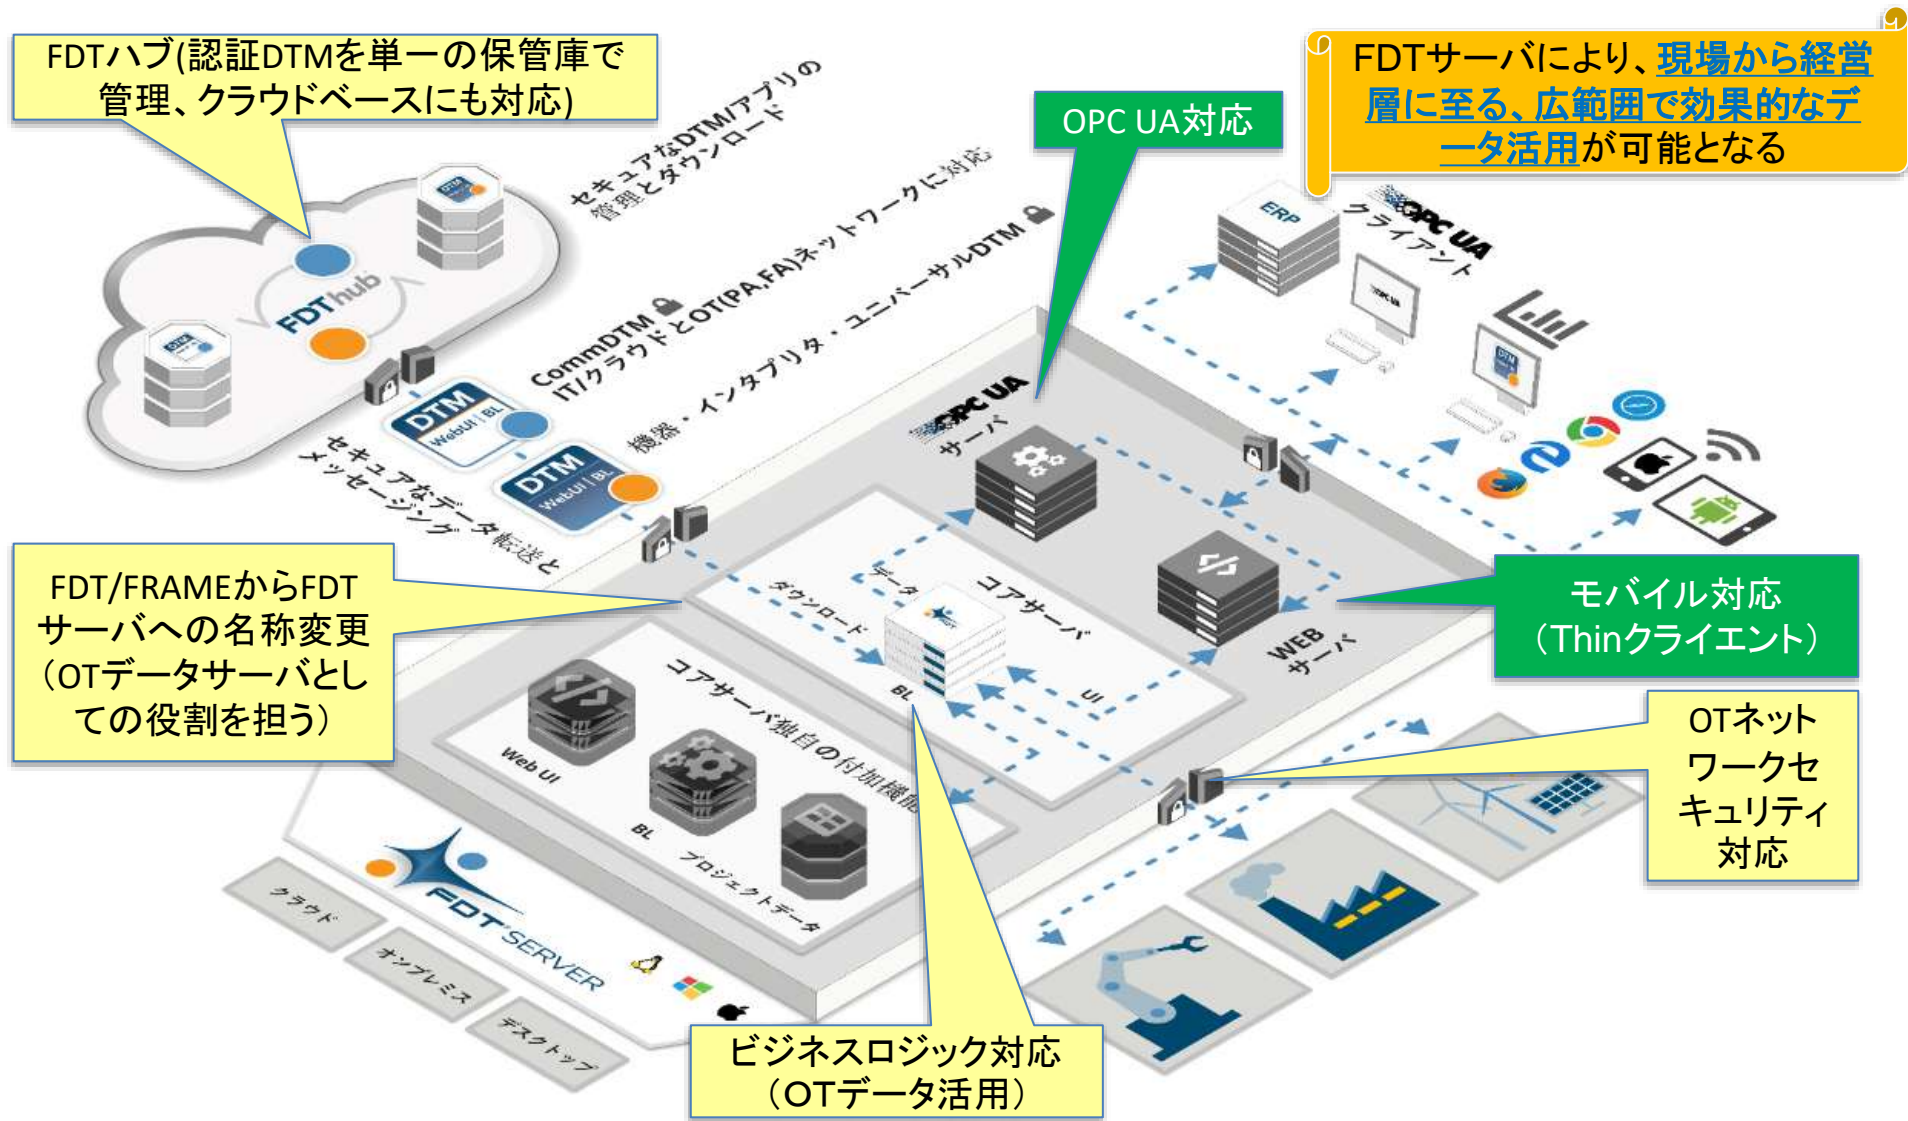 FDTハブ(認証DTMを単一の保管庫で
管理、クラウドベースにも対応)
FDTサーバにより、現場から経営
層に至る、広範囲で効果的なデ
ータ活用が可能となる
OPC UA対応
セキュアなDTM/アプリの
管理とダウンロード
CommDTM
IT/クラウドとOT(PA,FA)ネットワークに対応
機器・インタプリタ・ユニバーサルDTM
FDThub
DTM
DTM
DTM
WebUI | BL
DTM
WebUI | BL
セキュアなデータ転送と
メッセージング
ERP
OPC UA
クライアント
OPC UA
DTM
OPC UA
サーバ
FDT/FRAMEからFDT
サーバへの名称変更
（OTデータサーバとし
ての役割を担う）
モバイル対応
（Thinクライエント）
データ
ダウンロード
コアサーバ
FDT
BL
UI
WEB
サーバ
コアサーバ独自の付加機能
Web UI
BL
プロジェクトデータ
OTネット
ワークセ
キュリティ
対応
FDT SERVER
クラウド
オンプレミス
デスクトップ
ビジネスロジック対応
（OTデータ活用）